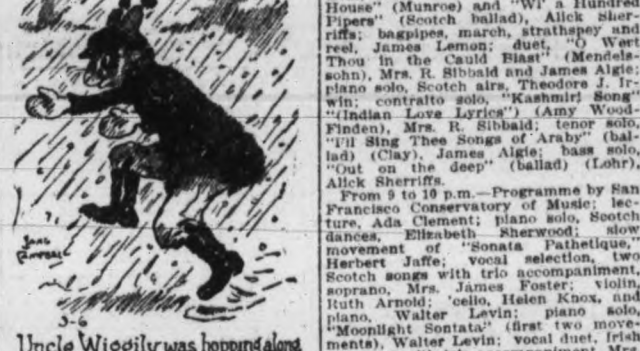 Lang
Campbell
3-6
Uncle Wiggily was hopping along
House" (Munroe) and "Wi' a Hundred
Pipers" (Scotch ballad), Alick Sher-
riffs; bagpipes, march, strathspey and
reel, James Lemon; duet, "O Wert
Thou in the Cauld Blast" (Mendels-
sohn), Mrs. R. Sibbald and James Algie;
piano solo, Scotch airs, Theodore J. Ir-
win; contralto solo, "Kashmiri Song"
"(Indian Love Lyrics") (Amy Wood-
Finden), Mrs. R. Sibbald; tenor solo,
"I'll Sing Thee Songs of Araby" (bal-
lad) (Clay), James Algie; bass solo,
"Out on the deep" (ballad) (Lohr),
Alick Sherriffs.
From 9 to 10 p.m.—Programme by San
Francisco Conservatory of Music; lec-
ture, Ada Clement; piano solo, Scotch
dances, Elizabeth Sherwood; slow
movement of "Sonata Pathetique,"
Herbert Jaffe; vocal selection, two
Scotch songs with trio accompaniment,
soprano, Mrs. James Foster; violin,
Ruth Arnold; 'cello, Helen Knox, and
piano, Walter Levin; piano solo,
"Moonlight Sontata" (first two move-
ments), Walter Levin; vocal duet, Irish